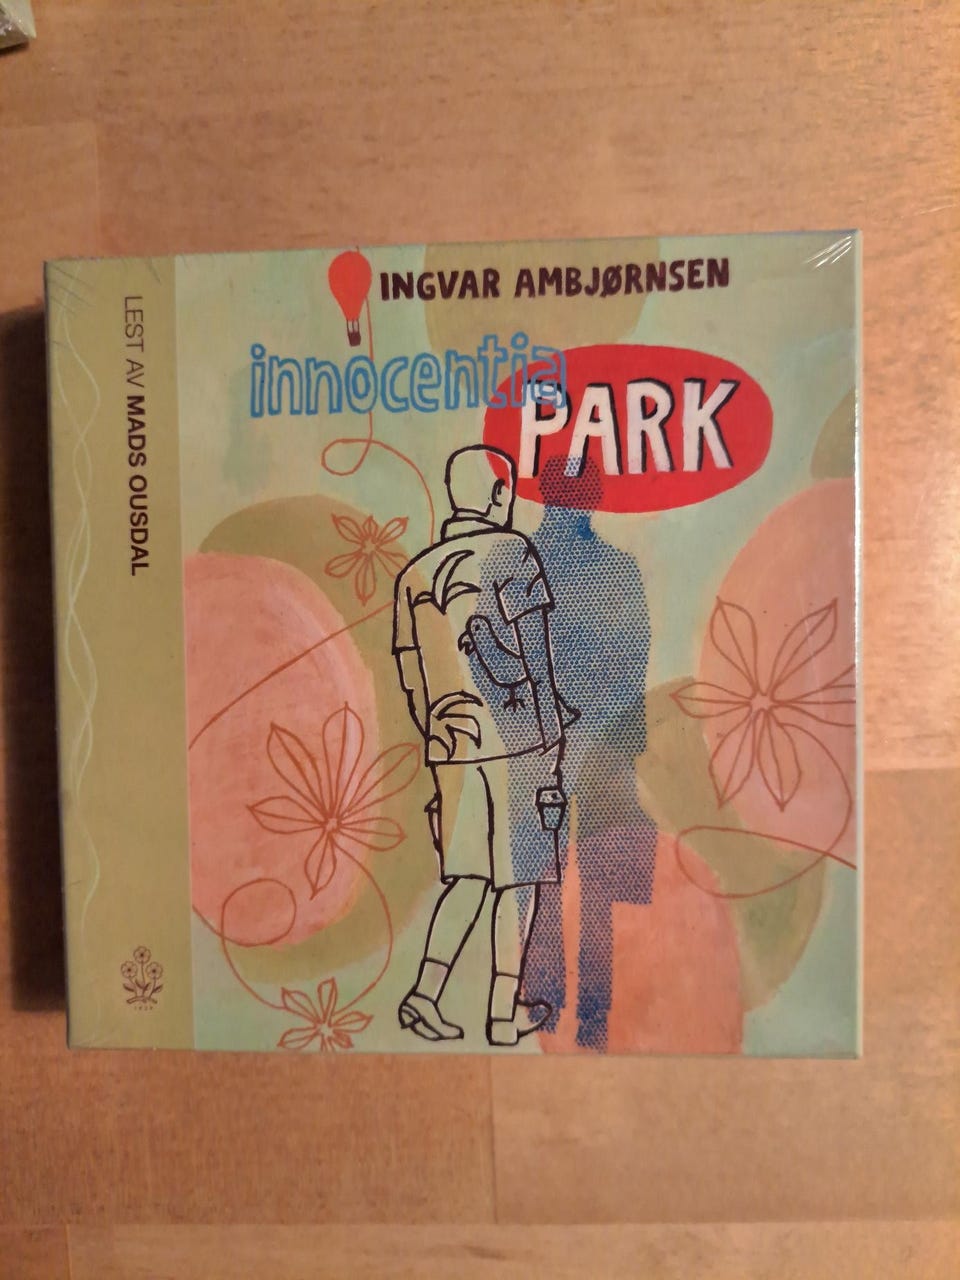 INGVAR AMBJØRNSEN
innocentia
PARK
LEST AV MADS OUSDAL